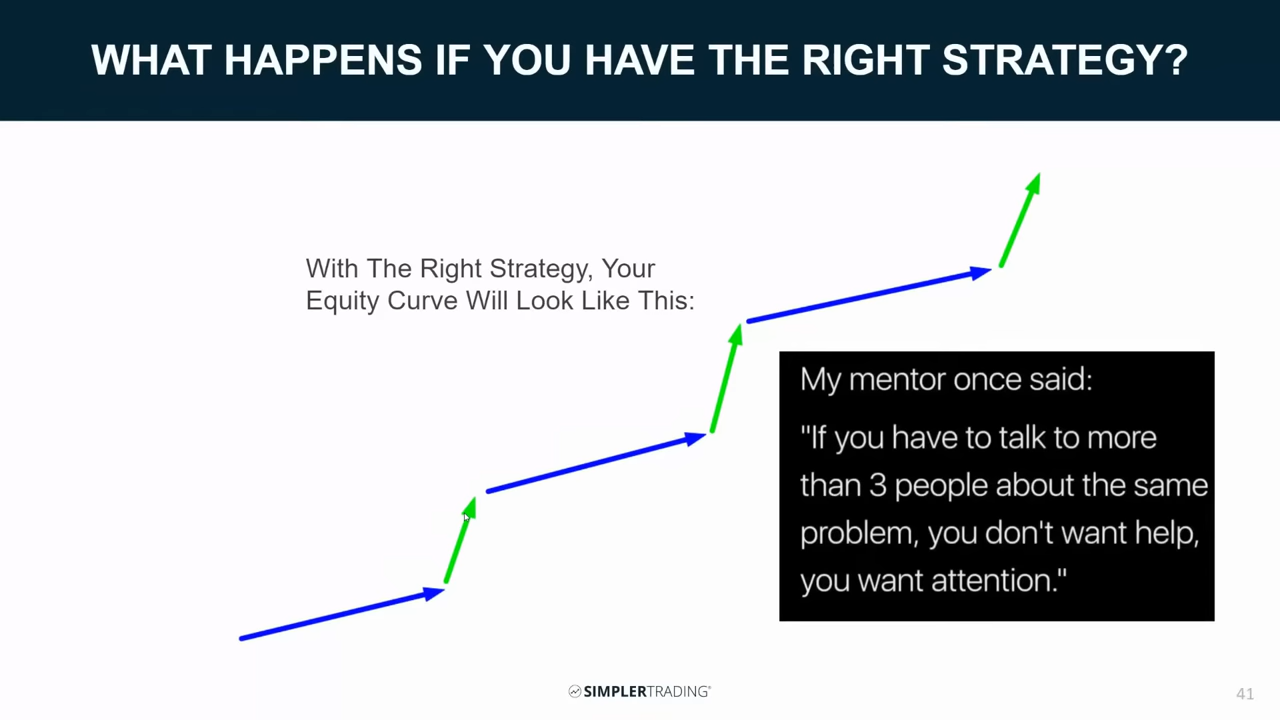 WHAT HAPPENS IF YOU HAVE THE RIGHT STRATEGY?
With The Right Strategy, Your
Equity Curve Will Look Like This:
My mentor once said:
"If you have to talk to more
than 3 people about the same
problem, you don't want help,
you want attention."
SIMPLERTRADING®
41